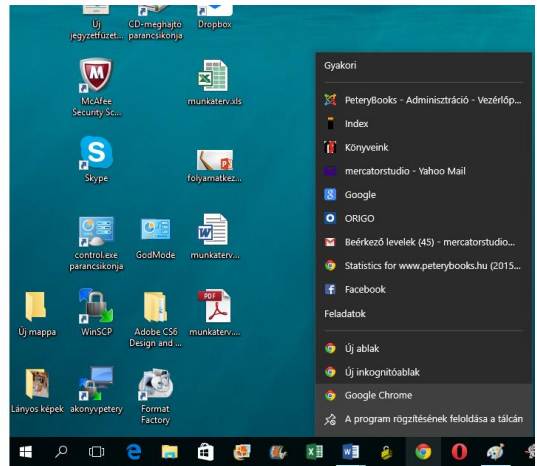 Új
jegyzetfüzet...
CD-meghajtó
parancsikonja
Dropbox
McAfee
Security Sc...
munkaterv.xls
Skype
folyamatkez...
control.exe
parancsikonja
GodMode
munkaterv...
Új mappa
WinSCP
Adobe CS6
Design and ...
PDF
munkaterv....
Lányos képek
akonyvpetery
Format
Factory
Gyakori
PeteryBooks - Adminisztráció - Vezérlőp...
Index
Könyveink
mercatorstudio - Yahoo Mail
Google
ORIGO
Beérkező levelek (45) - mercatorstudio...
Statistics for www.peterybooks.hu (2015...
Facebook
Feladatok
Új ablak
Új inkognitóablak
Google Chrome
A program rögzítésének feloldása a tálcán